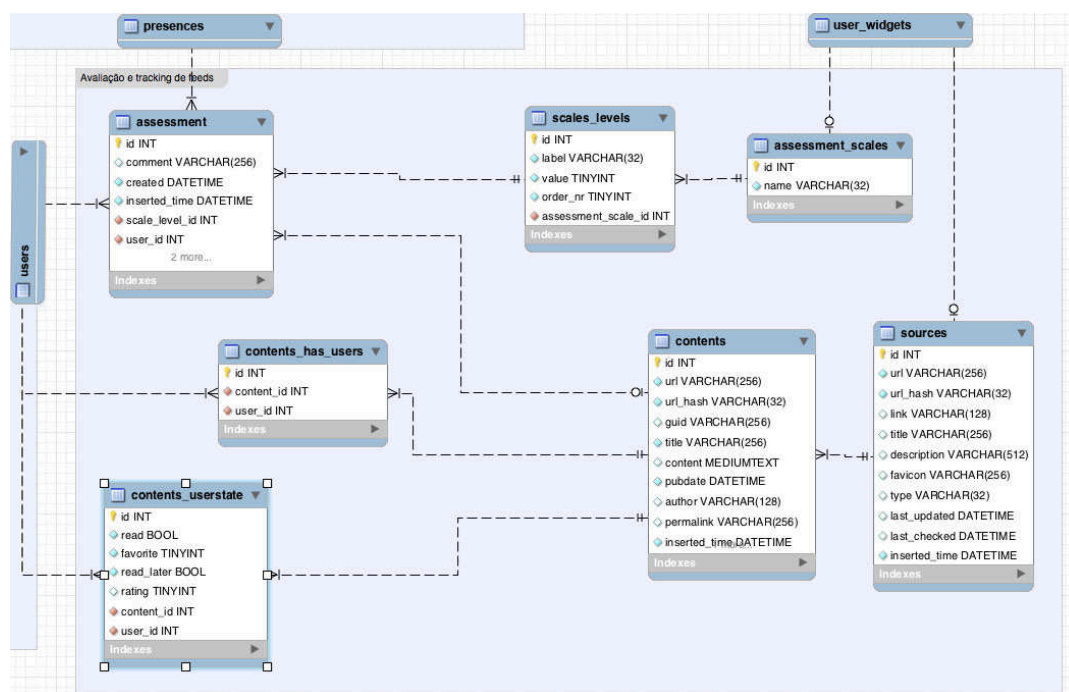 presences
user_widgets
Avaliação e tracking de feeds
users
assessment
id INT
comment VARCHAR(256)
created DATETIME
inserted_time DATETIME
scale_level_id INT
user_id INT
2 more...
Indexes
scales_levels
id INT
label VARCHAR(32)
value TINYINT
order_nr TINYINT
assessment_scale_id INT
Indexes
assessment_scales
id INT
name VARCHAR(32)
Indexes
contents_has_users
id INT
content_id INT
user_id INT
Indexes
contents
id INT
url VARCHAR(256)
url_hash VARCHAR(32)
guid VARCHAR(256)
title VARCHAR(256)
content MEDIUMTEXT
pubdate DATETIME
author VARCHAR(128)
permalink VARCHAR(256)
inserted_time DATETIME
Indexes
sources
id INT
url VARCHAR(256)
url_hash VARCHAR(32)
link VARCHAR(128)
title VARCHAR(256)
description VARCHAR(512)
favicon VARCHAR(256)
type VARCHAR(32)
last_updated DATETIME
last_checked DATETIME
inserted_time DATETIME
Indexes
contents_userstate
id INT
read BOOL
favorite TINYINT
read_later BOOL
rating TINYINT
content_id INT
user_id INT
Indexes